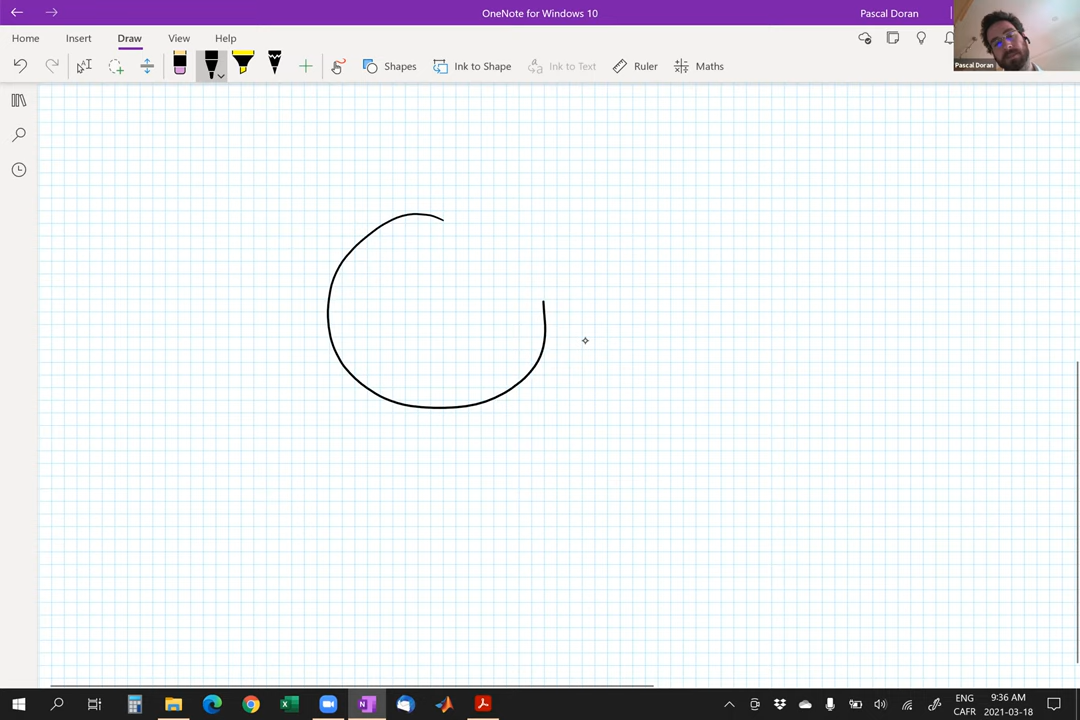 OneNote for Windows 10
Pascal Doran
Home
Insert
Draw
View
Help
Shapes
Ink to Shape
Ink to Text
Ruler
Maths
Pascal Doran
ENG
CAFR
9:36 AM
2021-03-18